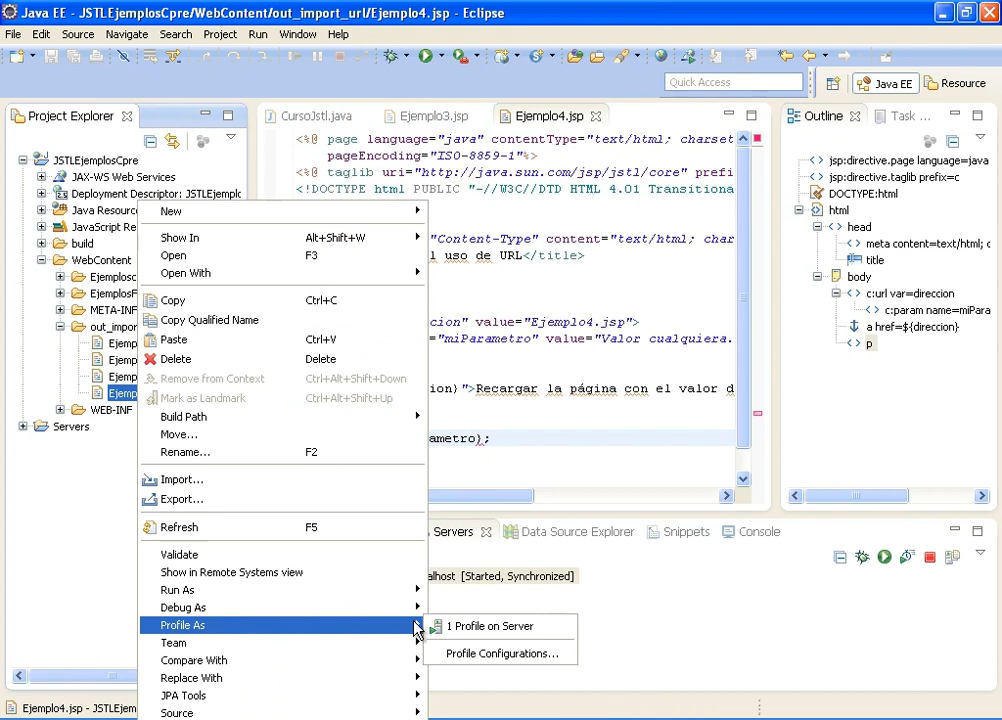 Java EE - JSTLEjemplosCpre/WebContent/out_import_url/Ejemplo4.jsp - Eclipse
File Edit Source Navigate Search Project Run Window Help
Quick Access
Java EE
Resource
Project Explorer
JSTLEjemplosCpre
JAX-WS Web Services
Deployment Descriptor: JSTLEjemplo
Java Resourc
JavaScript Re
build
WebContent
Ejemplosc
EjemplosF
META-INF
out_impor
Ejemp
Ejemp
Ejemp
Ejemp
WEB-INF
Servers
New
Show In Alt+Shift+W
Open F3
Open With
Copy Ctrl+C
Copy Qualified Name
Paste Ctrl+V
Delete Delete
Remove from Context Ctrl+Alt+Shift+Down
Mark as Landmark Ctrl+Alt+Shift+Up
Build Path
Move...
Rename... F2
Import...
Export...
Refresh F5
Validate
Show in Remote Systems view
Run As
Debug As
Profile As
Team
Compare With
Replace With
JPA Tools
Source
1 Profile on Server
Profile Configurations...
CursoJstl.java Ejemplo3.jsp Ejemplo4.jsp
<%@ page language="java" contentType="text/html; charset
pageEncoding="ISO-8859-1"%>
<%@ taglib uri="http://java.sun.com/jsp/jstl/core" prefi
<!DOCTYPE html PUBLIC "-//W3C//DTD HTML 4.01 Transitiona
"Content-Type" content="text/html; char
l uso de URL</title>
cion" value="Ejemplo4.jsp">
="miParametro" value="Valor cualquiera.
ion}">Recargar la página con el valor d
ametro};
Outline Task ...
jsp:directive.page language=java
jsp:directive.taglib prefix=c
DOCTYPE:html
html
head
meta content=text/html; c
title
body
c:url var=direccion
c:param name=miPara
a href=${direccion}
p
Servers Data Source Explorer Snippets Console
lhost [Started, Synchronized]
Ejemplo4.jsp - JSTLEjem